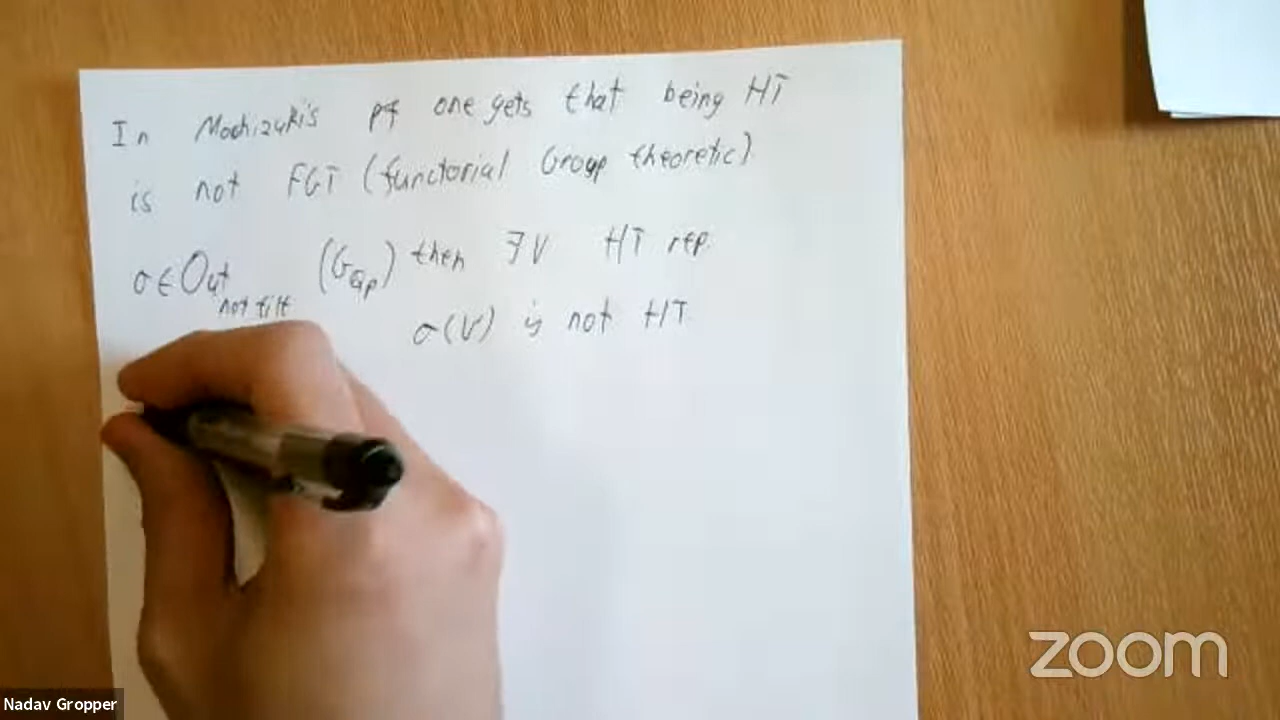 In Mochizuki's pf one gets that being HT
is not FGT (functorial Group theoretic)
σ ∈ Out (G_Qp) then ∃V HT rep
not filt
σ(V) is not HT
zoom
Nadav Gropper